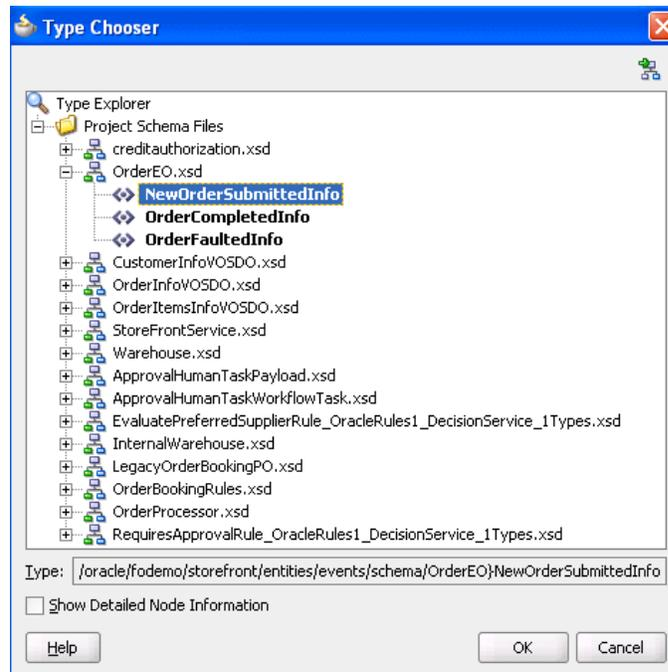 Type Chooser
Type Explorer
Project Schema Files
creditauthorization.xsd
OrderEO.xsd
NewOrderSubmittedInfo
OrderCompletedInfo
OrderFaultedInfo
CustomerInfoVOSDO.xsd
OrderInfoVOSDO.xsd
OrderItemsInfoVOSDO.xsd
StoreFrontService.xsd
Warehouse.xsd
ApprovalHumanTaskPayload.xsd
ApprovalHumanTaskWorkflowTask.xsd
EvaluatePreferredSupplierRule_OracleRules1_DecisionService_1Types.xsd
InternalWarehouse.xsd
LegacyOrderBookingPO.xsd
OrderBookingRules.xsd
OrderProcessor.xsd
RequiresApprovalRule_OracleRules1_DecisionService_1Types.xsd
Type: /oracle/fodemo/storefront/entities/events/schema/OrderEO}NewOrderSubmittedInfo
Show Detailed Node Information
Help OK Cancel